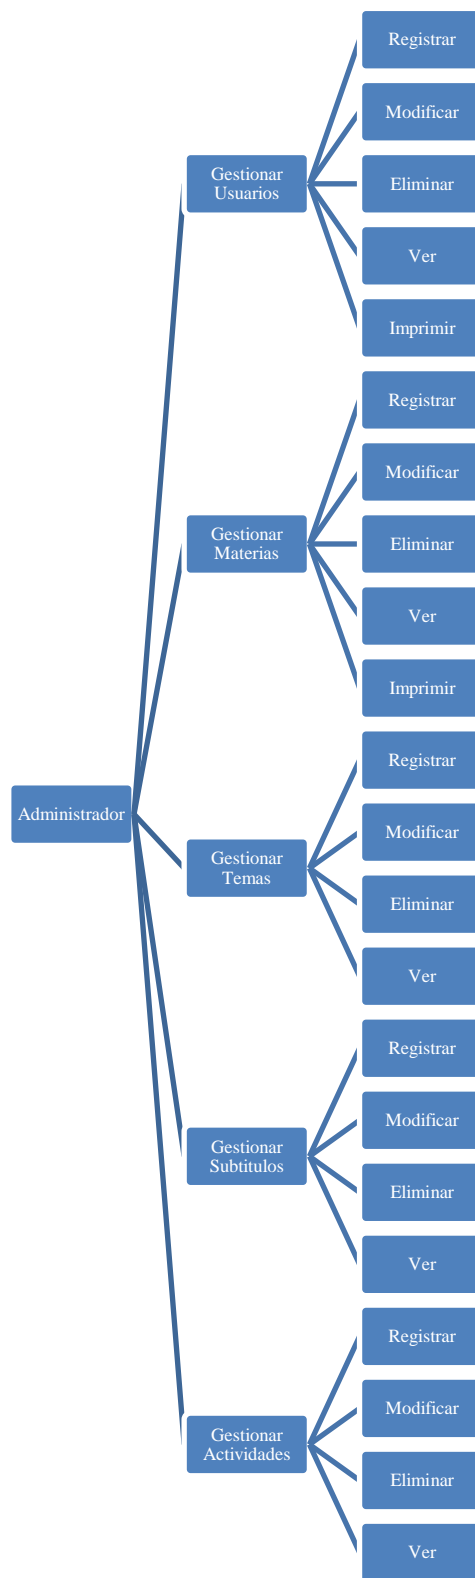 Administrador
Gestionar
Usuarios
Registrar
Modificar
Eliminar
Ver
Imprimir
Gestionar
Materias
Registrar
Modificar
Eliminar
Ver
Imprimir
Gestionar
Temas
Registrar
Modificar
Eliminar
Ver
Gestionar
Subtitulos
Registrar
Modificar
Eliminar
Ver
Gestionar
Actividades
Registrar
Modificar
Eliminar
Ver